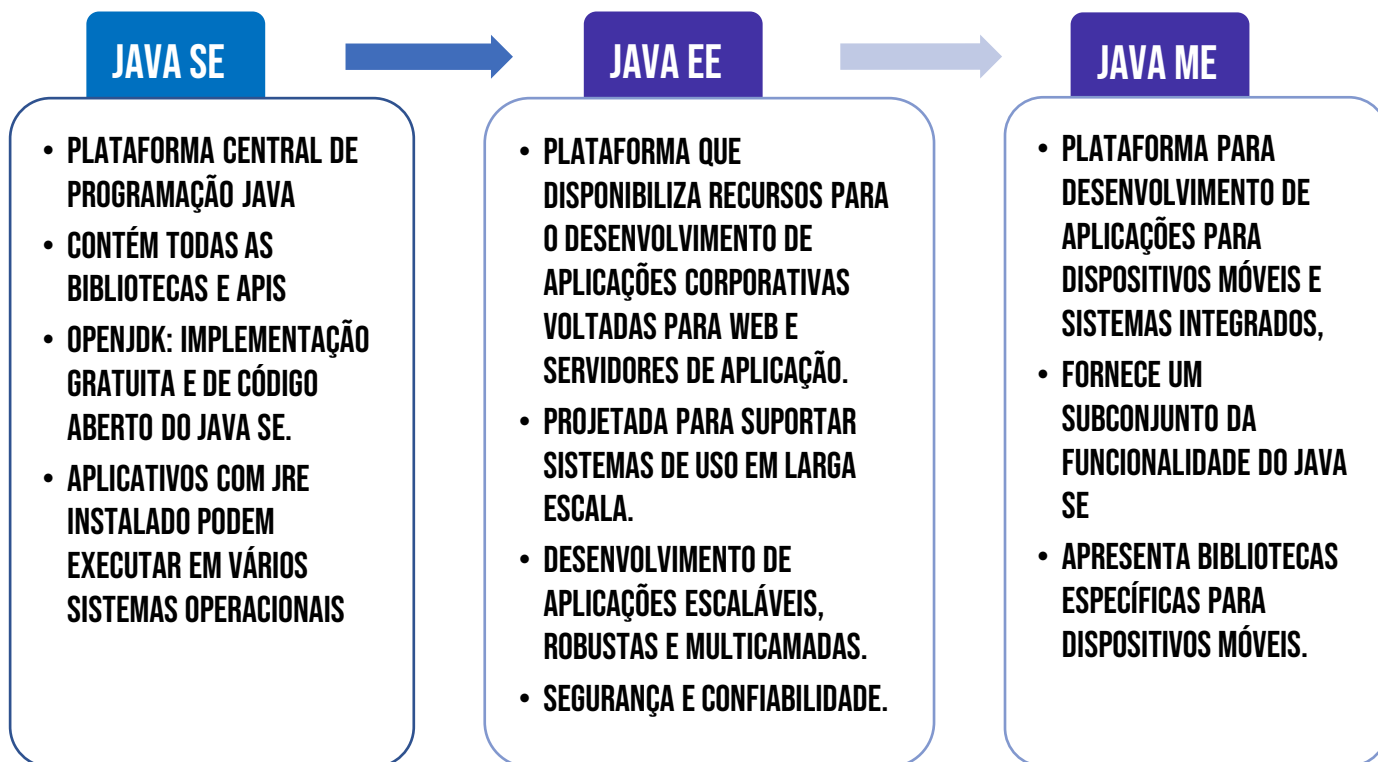 JAVA SE
• PLATAFORMA CENTRAL DE
PROGRAMAÇÃO JAVA
• CONTÉM TODAS AS
BIBLIOTECAS E APIS
• OPENJDK: IMPLEMENTAÇÃO
GRATUITA E DE CÓDIGO
ABERTO DO JAVA SE.
• APLICATIVOS COM JRE
INSTALADO PODEM
EXECUTAR EM VÁRIOS
SISTEMAS OPERACIONAIS
JAVA EE
• PLATAFORMA QUE
DISPONIBILIZA RECURSOS PARA
O DESENVOLVIMENTO DE
APLICAÇÕES CORPORATIVAS
VOLTADAS PARA WEB E
SERVIDORES DE APLICAÇÃO.
• PROJETADA PARA SUPORTAR
SISTEMAS DE USO EM LARGA
ESCALA.
• DESENVOLVIMENTO DE
APLICAÇÕES ESCALÁVEIS,
ROBUSTAS E MULTICAMADAS.
• SEGURANÇA E CONFIABILIDADE.
JAVA ME
• PLATAFORMA PARA
DESENVOLVIMENTO DE
APLICAÇÕES PARA
DISPOSITIVOS MÓVEIS E
SISTEMAS INTEGRADOS,
• FORNECE UM
SUBCONJUNTO DA
FUNCIONALIDADE DO JAVA
SE
• APRESENTA BIBLIOTECAS
ESPECÍFICAS PARA
DISPOSITIVOS MÓVEIS.